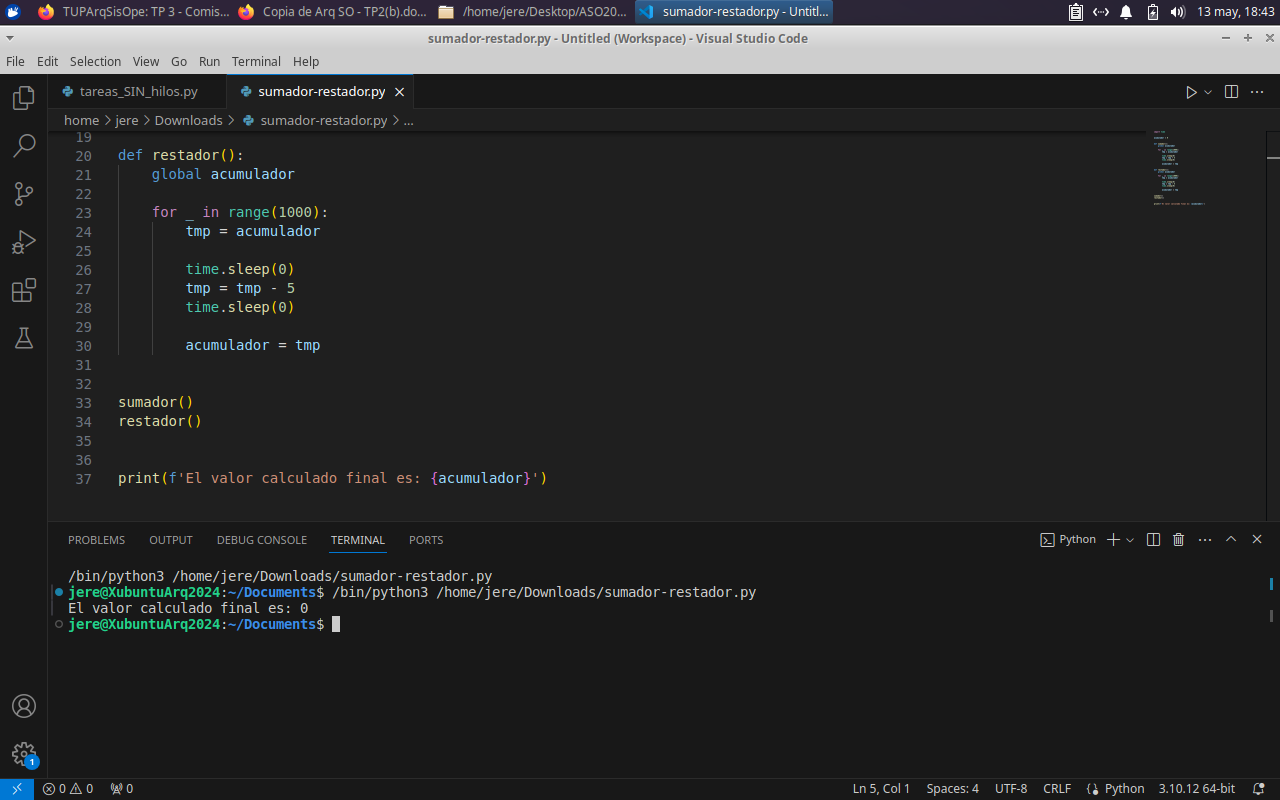 TUPArqSisOpe: TP 3 - Comis... Copia de Arq SO - TP2(b).do... /home/jere/Desktop/ASO20... sumador-restador.py - Untitl... 13 may, 18:43
sumador-restador.py - Untitled (Workspace) - Visual Studio Code
File Edit Selection View Go Run Terminal Help
tareas_SIN_hilos.py sumador-restador.py
home > jere > Downloads > sumador-restador.py > ...
19
20 def restador():
21 global acumulador
22
23 for _ in range(1000):
24 tmp = acumulador
25
26 time.sleep(0)
27 tmp = tmp - 5
28 time.sleep(0)
29
30 acumulador = tmp
31
32
33 sumador()
34 restador()
35
36
37 print(f'El valor calculado final es: {acumulador}')
PROBLEMS OUTPUT DEBUG CONSOLE TERMINAL PORTS Python
/bin/python3 /home/jere/Downloads/sumador-restador.py
jere@XubuntuArq2024:~/Documents$ /bin/python3 /home/jere/Downloads/sumador-restador.py
El valor calculado final es: 0
jere@XubuntuArq2024:~/Documents$
1
0 0 0 Ln 5, Col 1 Spaces: 4 UTF-8 CRLF Python 3.10.12 64-bit